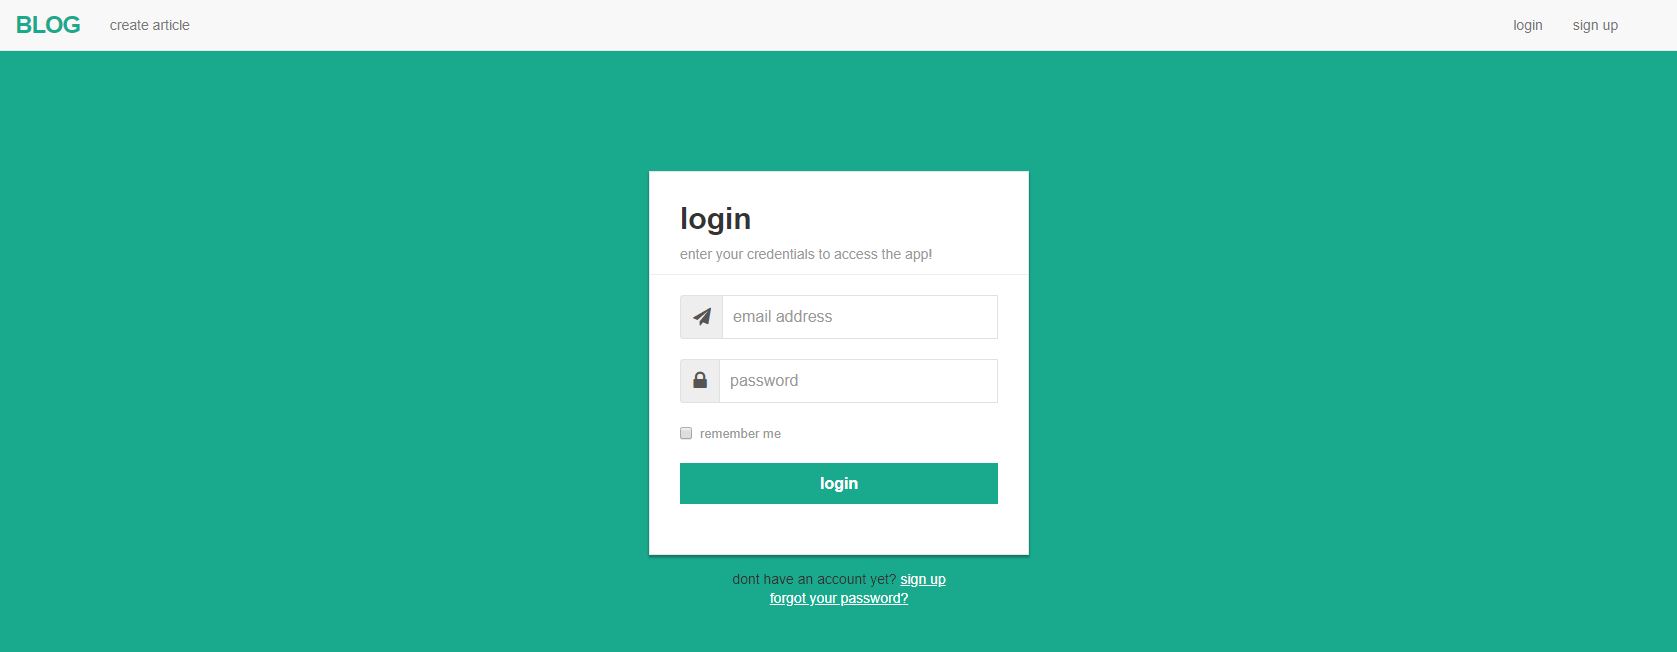 BLOG create article login sign up
login
enter your credentials to access the app!
email address
password
remember me
login
dont have an account yet? sign up
forgot your password?